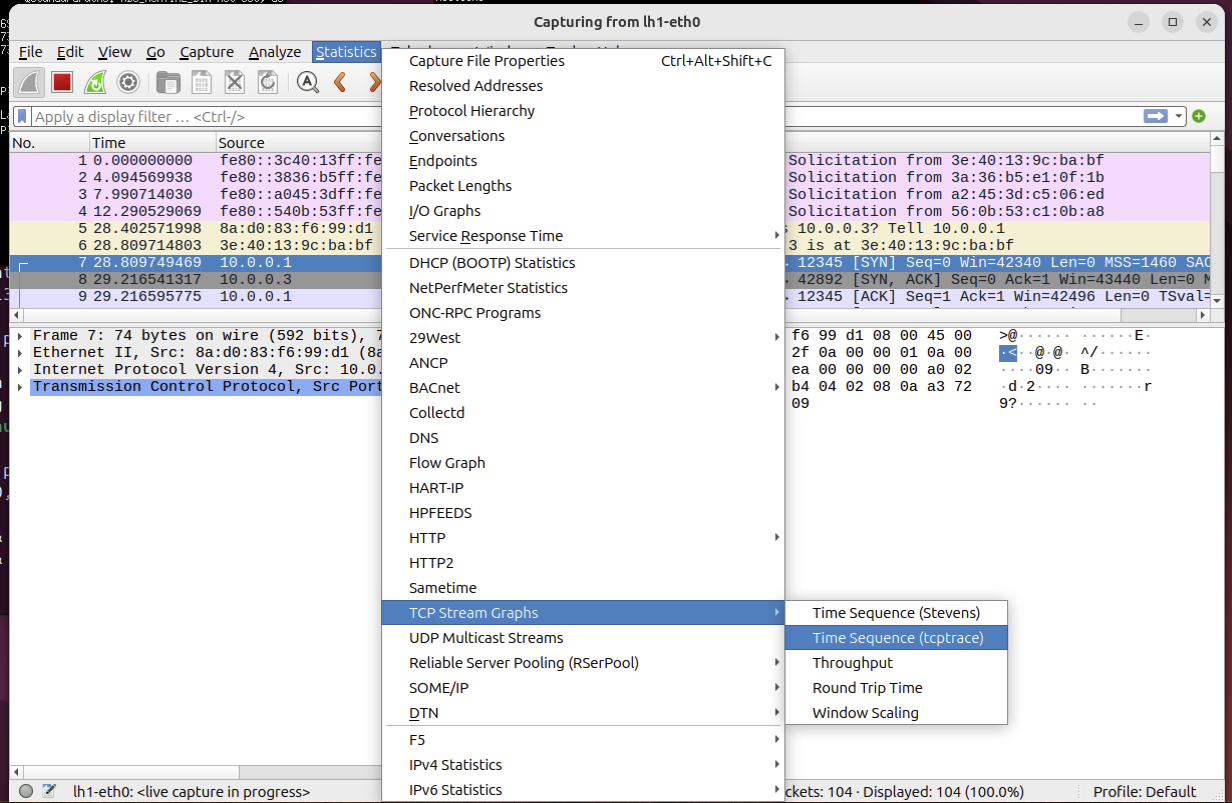 Capturing from lh1-eth0
File Edit View Go Capture Analyze Statistics
Capture File Properties Ctrl+Alt+Shift+C
Resolved Addresses
Protocol Hierarchy
Conversations
Endpoints
Packet Lengths
I/O Graphs
Service Response Time
DHCP (BOOTP) Statistics
NetPerfMeter Statistics
ONC-RPC Programs
29West
ANCP
BACnet
Collectd
DNS
Flow Graph
HART-IP
HPFEEDS
HTTP
HTTP2
Sametime
TCP Stream Graphs
UDP Multicast Streams
Reliable Server Pooling (RSerPool)
SOME/IP
DTN
F5
IPv4 Statistics
IPv6 Statistics
Time Sequence (Stevens)
Time Sequence (tcptrace)
Throughput
Round Trip Time
Window Scaling
Apply a display filter … <Ctrl-/>
No. Time Source
1 0.000000000 fe80::3c40:13ff:fe Solicitation from 3e:40:13:9c:ba:bf
2 4.094569938 fe80::3836:b5ff:fe Solicitation from 3a:36:b5:e1:0f:1b
3 7.990714030 fe80::a045:3dff:fe Solicitation from a2:45:3d:c5:06:ed
4 12.290529069 fe80::540b:53ff:fe Solicitation from 56:0b:53:c1:0b:a8
5 28.402571998 8a:d0:83:f6:99:d1 10.0.0.3? Tell 10.0.0.1
6 28.809714803 3e:40:13:9c:ba:bf 3 is at 3e:40:13:9c:ba:bf
7 28.809749469 10.0.0.1 12345 [SYN] Seq=0 Win=42340 Len=0 MSS=1460 SAC
8 29.216541317 10.0.0.3 42892 [SYN, ACK] Seq=0 Ack=1 Win=43440 Len=0 M
9 29.216595775 10.0.0.1 12345 [ACK] Seq=1 Ack=1 Win=42496 Len=0 TSval=
Frame 7: 74 bytes on wire (592 bits), 7
Ethernet II, Src: 8a:d0:83:f6:99:d1 (8a
Internet Protocol Version 4, Src: 10.0.
Transmission Control Protocol, Src Port
f6 99 d1 08 00 45 00 >@······ ······E·
2f 0a 00 00 01 0a 00 ·<··@·@· ^/······
ea 00 00 00 00 a0 02 ····09·· B·······
b4 04 02 08 0a a3 72 ·d·2···· ·······r
09 9?······ ··
lh1-eth0: <live capture in progress>
ckets: 104 · Displayed: 104 (100.0%)
Profile: Default